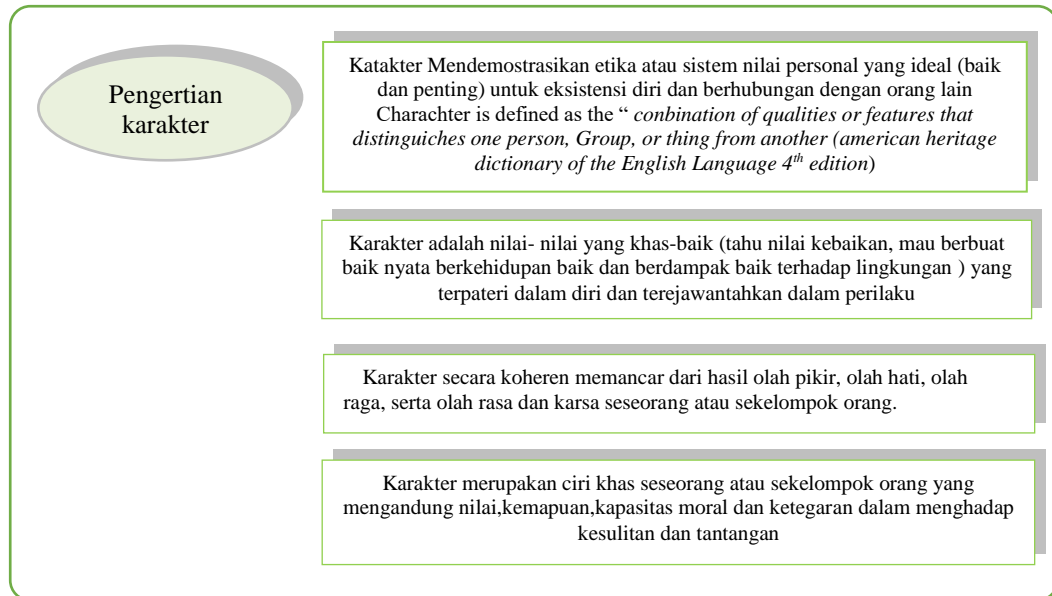 Pengertian
karakter
Katakter Mendemostrasikan etika atau sistem nilai personal yang ideal (baik
dan penting) untuk eksistensi diri dan berhubungan dengan orang lain
Charachter is defined as the “ combination of qualities or features that
distinguiches one person, Group, or thing from another (american heritage
dictionary of the English Language 4th edition)
Karakter adalah nilai- nilai yang khas-baik (tahu nilai kebaikan, mau berbuat
baik nyata berkehidupan baik dan berdampak baik terhadap lingkungan ) yang
terpateri dalam diri dan terejawantahkan dalam perilaku
Karakter secara koheren memancar dari hasil olah pikir, olah hati, olah
raga, serta olah rasa dan karsa seseorang atau sekelompok orang.
Karakter merupakan ciri khas seseorang atau sekelompok orang yang
mengandung nilai,kemapuan,kapasitas moral dan ketegaran dalam menghadap
kesulitan dan tantangan